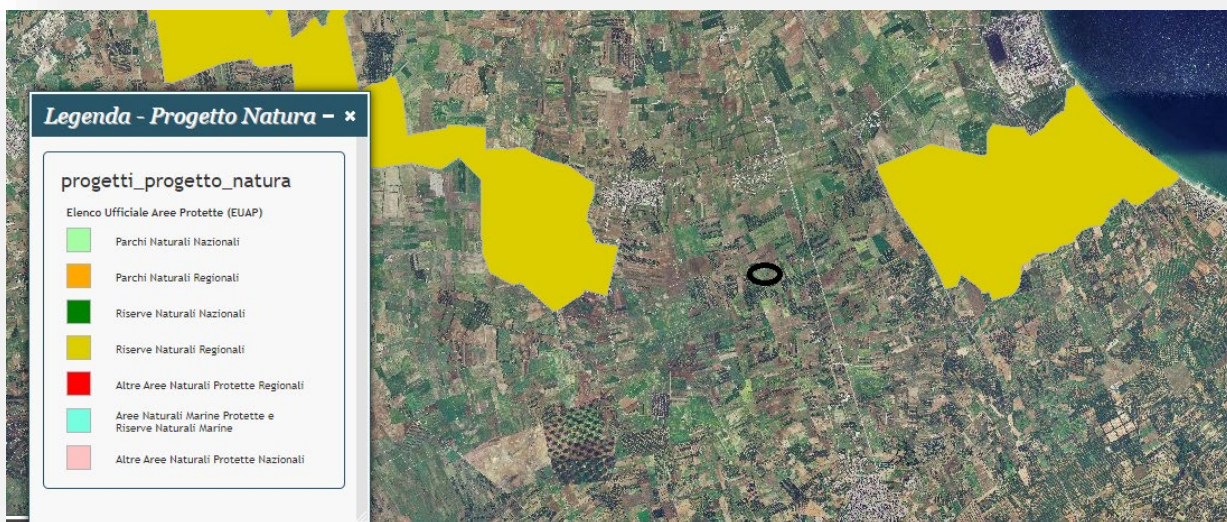 Legenda - Progetto Natura
progetti_progetto_natura
Elenco Ufficiale Aree Protette (EUAP)
Parchi Naturali Nazionali
Parchi Naturali Regionali
Riserve Naturali Nazionali
Riserve Naturali Regionali
Altre Aree Naturali Protette Regionali
Aree Naturali Marine Protette e
Riserve Naturali Marine
Altre Aree Naturali Protette Nazionali